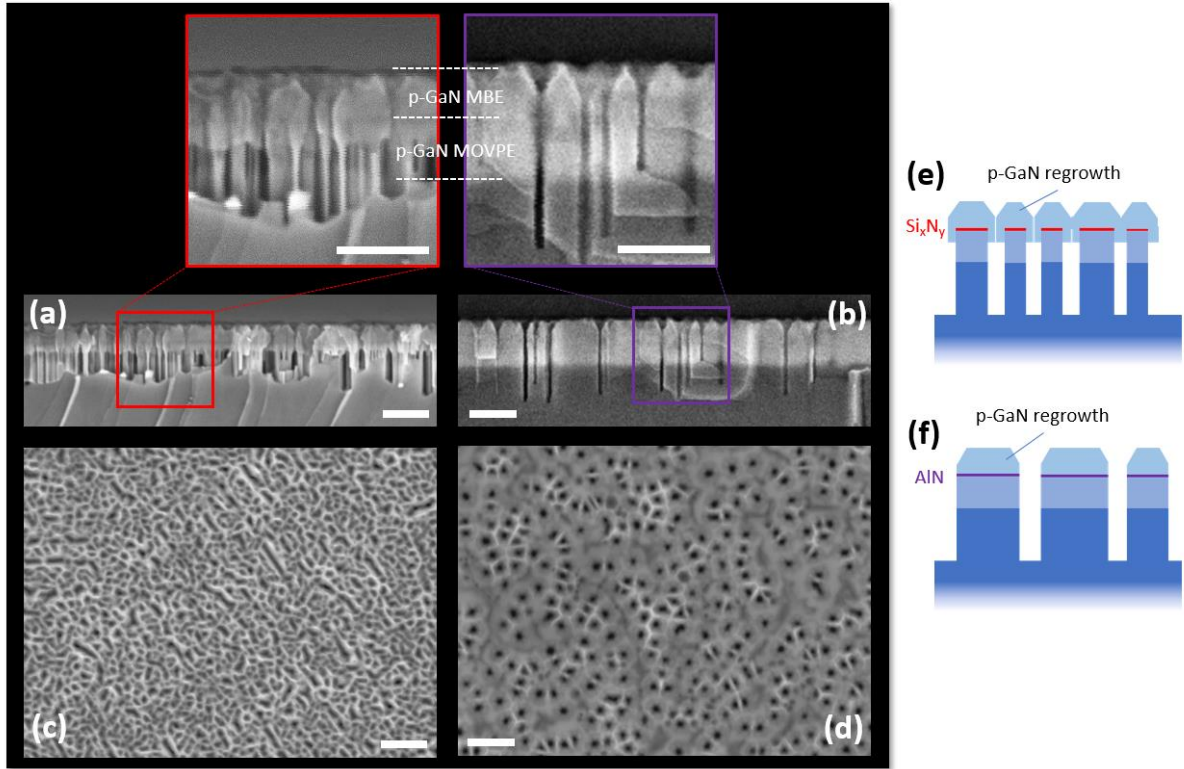 p-GaN MBE
p-GaN MOVPE
(a)
(b)
(c)
(d)
(e)
p-GaN regrowth
SixNy
(f)
p-GaN regrowth
AlN